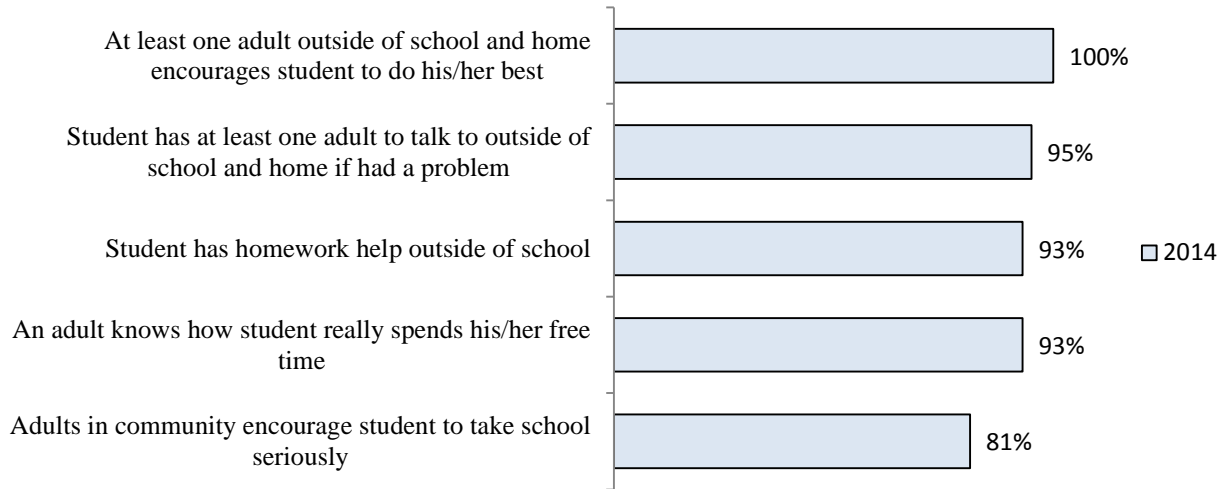 At least one adult outside of school and home
encourages student to do his/her best
100%
Student has at least one adult to talk to outside of
school and home if had a problem
95%
Student has homework help outside of school
93%
2014
An adult knows how student really spends his/her free
time
93%
Adults in community encourage student to take school
seriously
81%